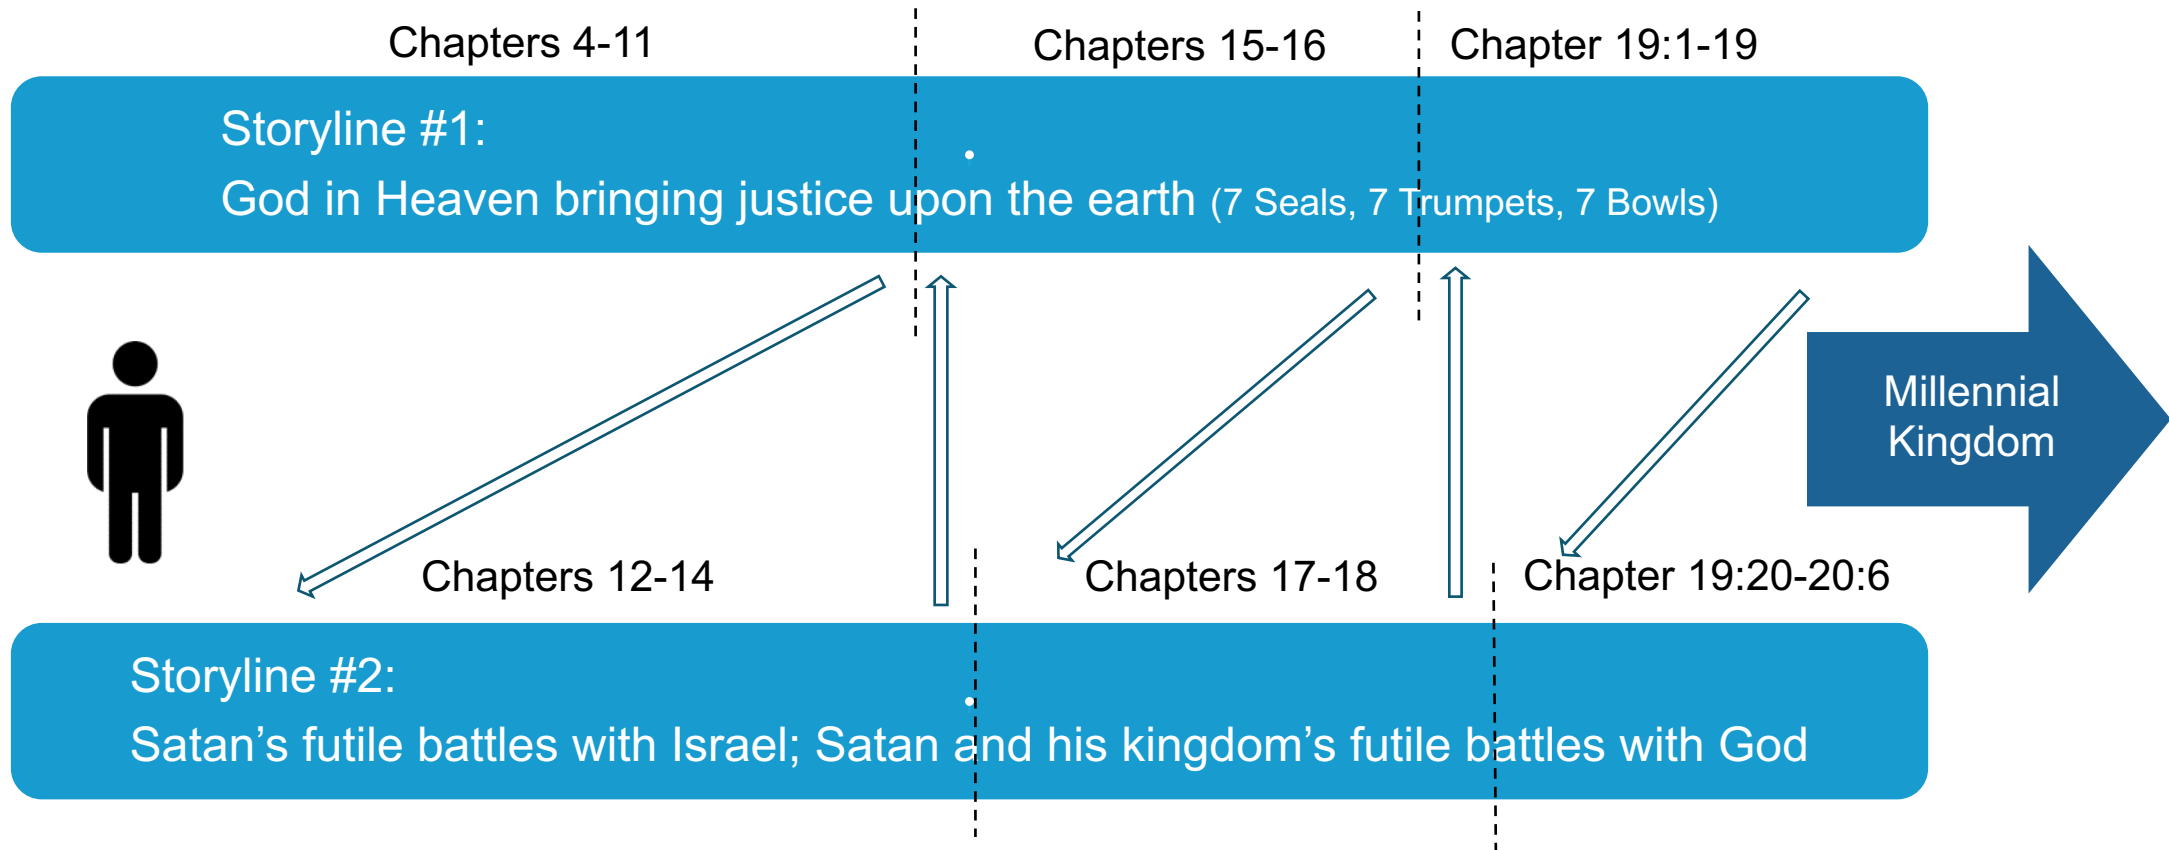 Chapters 4-11
Chapters 15-16
Chapter 19:1-19
Storyline #1:
God in Heaven bringing justice upon the earth (7 Seals, 7 Trumpets, 7 Bowls)
Millennial
Kingdom
Chapters 12-14
Chapters 17-18
Chapter 19:20-20:6
Storyline #2:
Satan’s futile battles with Israel; Satan and his kingdom’s futile battles with God